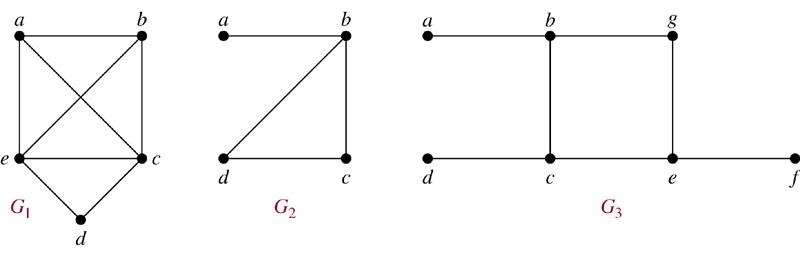 a b a b a b g
e c d c d c e f
G₁ G₂ G₃
d